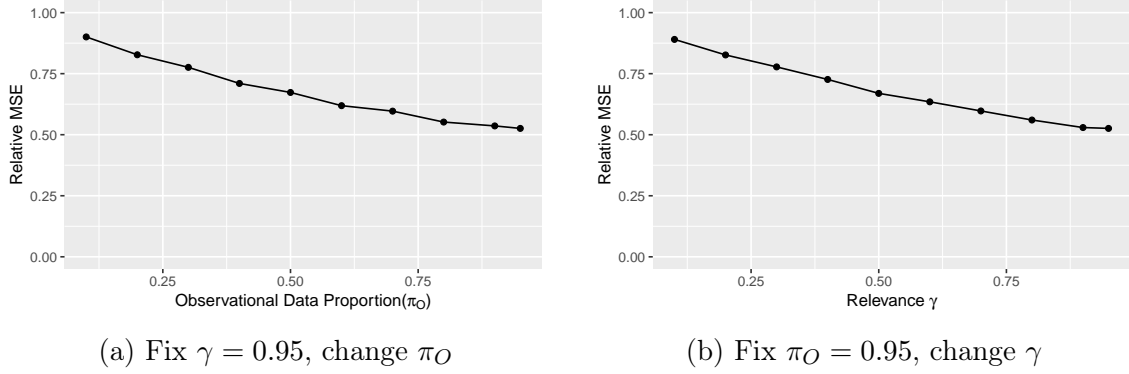 1.00
0.75
0.50
0.25
0.00
Relative MSE
0.25
0.50
0.75
Observational Data Proportion(π_O)
(a) Fix γ = 0.95, change π_O
1.00
0.75
0.50
0.25
0.00
Relative MSE
0.25
0.50
0.75
Relevance γ
(b) Fix π_O = 0.95, change γ